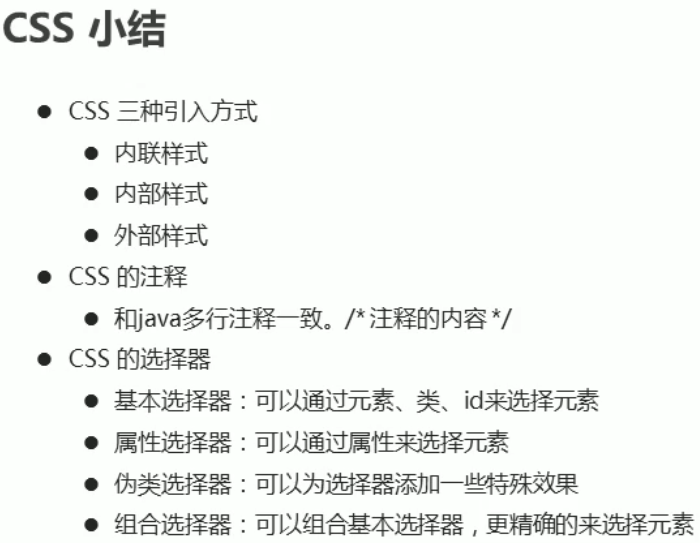 CSS 小结
CSS 三种引入方式
内联样式
内部样式
外部样式
CSS 的注释
和java多行注释一致。/* 注释的内容 */
CSS 的选择器
基本选择器：可以通过元素、类、id来选择元素
属性选择器：可以通过属性来选择元素
伪类选择器：可以为选择器添加一些特殊效果
组合选择器：可以组合基本选择器，更精确的来选择元素